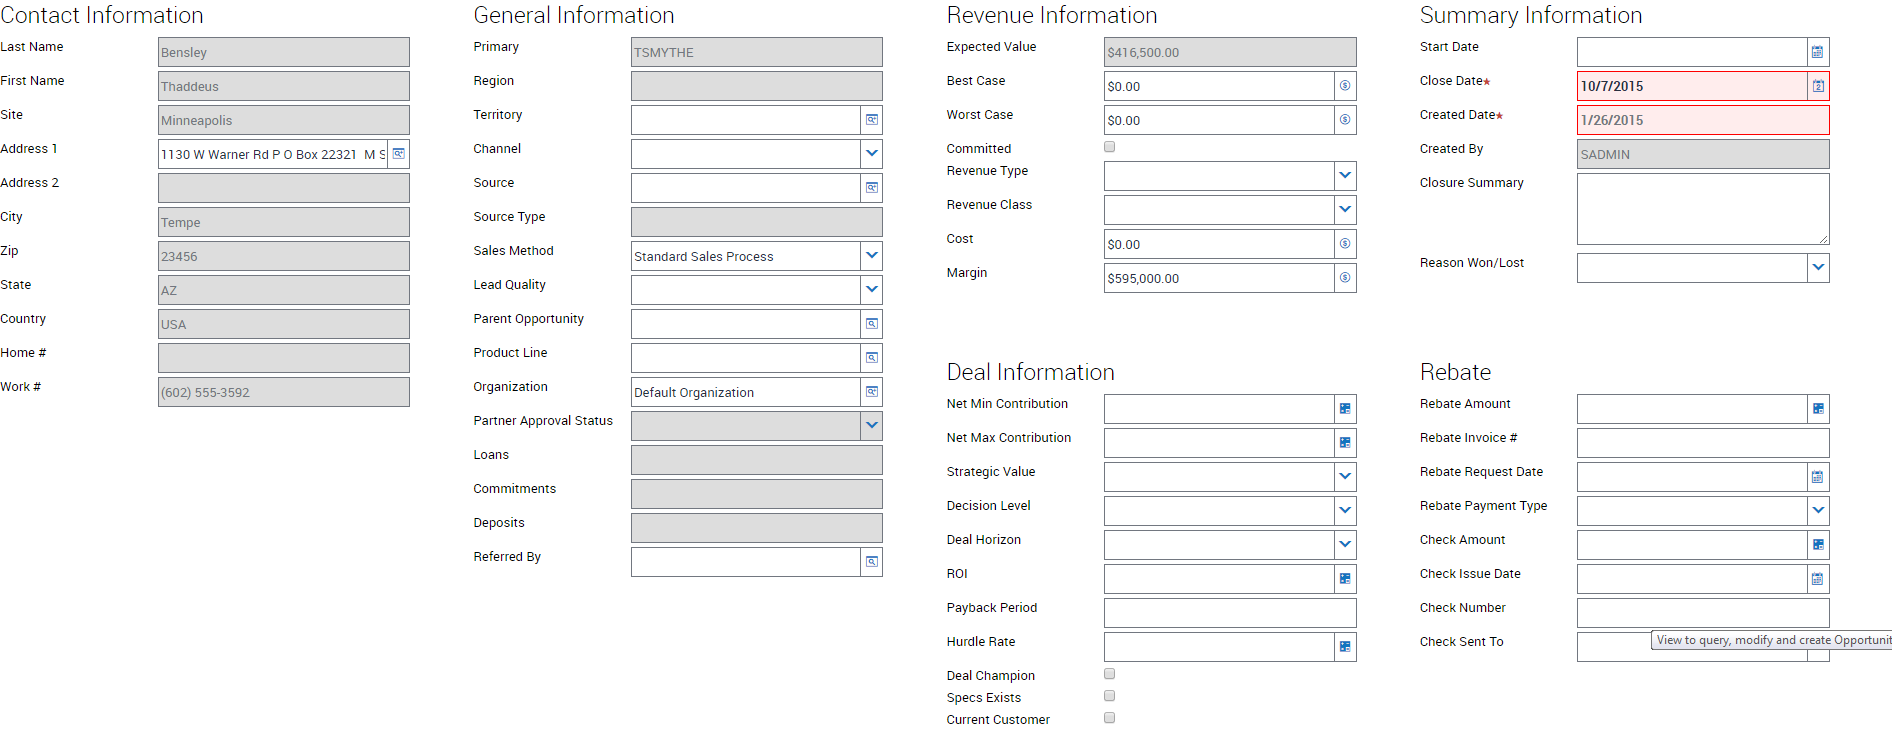 Contact Information
Last Name Bensley
First Name Thaddeus
Site Minneapolis
Address 1 1130 W Warner Rd P O Box 22321 M S
Address 2
City Tempe
Zip 23456
State AZ
Country USA
Home #
Work # (602) 555-3592
General Information
Primary TSMYTHE
Region
Territory
Channel
Source
Source Type
Sales Method Standard Sales Process
Lead Quality
Parent Opportunity
Product Line
Organization Default Organization
Partner Approval Status
Loans
Commitments
Deposits
Referred By
Revenue Information
Expected Value $416,500.00
Best Case $0.00
Worst Case $0.00
Committed
Revenue Type
Revenue Class
Cost $0.00
Margin $595,000.00
Deal Information
Net Min Contribution
Net Max Contribution
Strategic Value
Decision Level
Deal Horizon
ROI
Payback Period
Hurdle Rate
Deal Champion
Specs Exists
Current Customer
Summary Information
Start Date
Close Date* 10/7/2015
Created Date* 1/26/2015
Created By SADMIN
Closure Summary
Reason Won/Lost
Rebate
Rebate Amount
Rebate Invoice #
Rebate Request Date
Rebate Payment Type
Check Amount
Check Issue Date
Check Number
Check Sent To
View to query, modify and create Opportunit